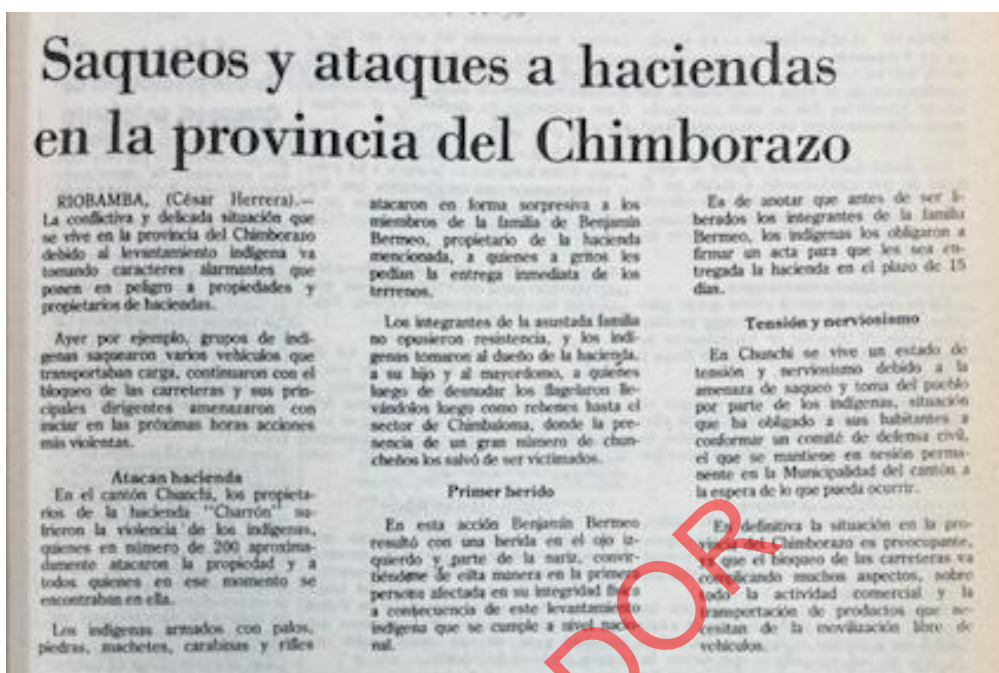 Saqueos y ataques a haciendas
en la provincia del Chimborazo
RIOBAMBA, (César Herrera).—
La conflictiva y delicada situación que
se vive en la provincia del Chimborazo
debido al levantamiento indígena va
tomando caracteres alarmantes que
ponen en peligro a propiedades y
propietarios de haciendas.
Ayer por ejemplo, grupos de indí-
genas saquearon varios vehículos que
transportaban carga, continuaron con el
bloqueo de las carreteras y sus prin-
cipales dirigentes amenazaron con
iniciar en las próximas horas acciones
más violentas.
Atacan hacienda
En el cantón Chunchi, los propieta-
rios de la hacienda "Charrón" su-
frieron la violencia de los indígenas,
quienes en número de 200 aproxima-
damente atacaron la propiedad y a
todos quienes en ese momento se
encontraban en ella.
Los indígenas armados con palos,
piedras, machetes, carabinas y rifles
atacaron en forma sorpresiva a los
miembros de la familia de Benjamín
Bermeo, propietario de la hacienda
mencionada, a quienes a gritos les
pedían la entrega inmediata de los
terrenos.
Los integrantes de la asustada familia
no opusieron resistencia, y los indí-
genas tomaron al dueño de la hacienda,
a su hijo y al mayordomo, a quienes
luego de desnudar los flagelaron lle-
vándolos luego como rehenes hasta el
sector de Chimbaloma, donde la pre-
sencia de un gran número de chun-
cheños los salvó de ser victimados.
Primer herido
En esta acción Benjamín Bermeo
resultó con una herida en el ojo iz-
quierdo y parte de la nariz, convir-
tiéndose de esta manera en la primera
persona afectada en su integridad física
a consecuencia de este levantamiento
indígena que se cumple a nivel nacio-
nal.
Es de anotar que antes de ser li-
berados los integrantes de la familia
Bermeo, los indígenas los obligaron a
firmar un acta para que les sea en-
tregada la hacienda en el plazo de 15
días.
Tensión y nerviosismo
En Chunchi se vive un estado de
tensión y nerviosismo debido a la
amenaza de saqueo y toma del pueblo
por parte de los indígenas, situación
que ha obligado a sus habitantes a
conformar un comité de defensa civil,
el que se mantiene en sesión perma-
nente en la Municipalidad del cantón a
la espera de lo que pueda ocurrir.
En definitiva la situación en la pro-
vincia del Chimborazo es preocupante,
ya que el bloqueo de las carreteras va
complicando muchos aspectos, sobre
todo la actividad comercial y la
transportación de productos que ne-
cesitan de la movilización libre de
vehículos.
DOR